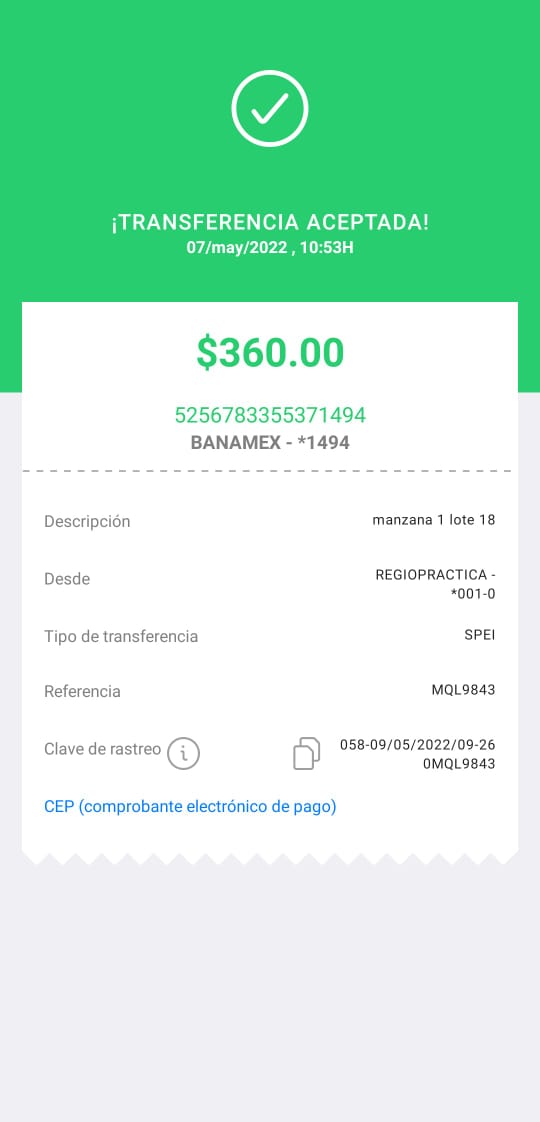 ¡TRANSFERENCIA ACEPTADA!
07/may/2022 , 10:53H
$360.00
5256783355371494
BANAMEX - *1494
Descripción
manzana 1 lote 18
Desde
REGIOPRACTICA -
*001-0
Tipo de transferencia
SPEI
Referencia
MQL9843
Clave de rastreo
058-09/05/2022/09-26
0MQL9843
CEP (comprobante electrónico de pago)